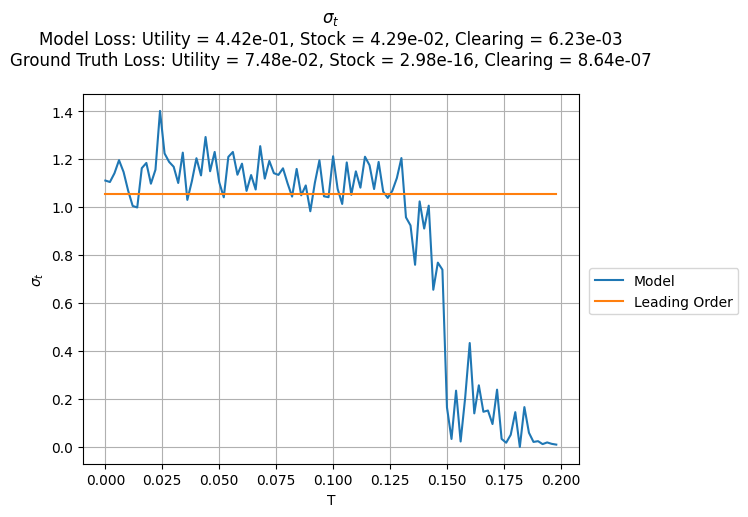 σ_t
Model Loss: Utility = 4.42e-01, Stock = 4.29e-02, Clearing = 6.23e-03
Ground Truth Loss: Utility = 7.48e-02, Stock = 2.98e-16, Clearing = 8.64e-07
1.4
1.2
1.0
0.8
0.6
0.4
0.2
0.0
σ_t
0.000 0.025 0.050 0.075 0.100 0.125 0.150 0.175 0.200
T
Model
Leading Order